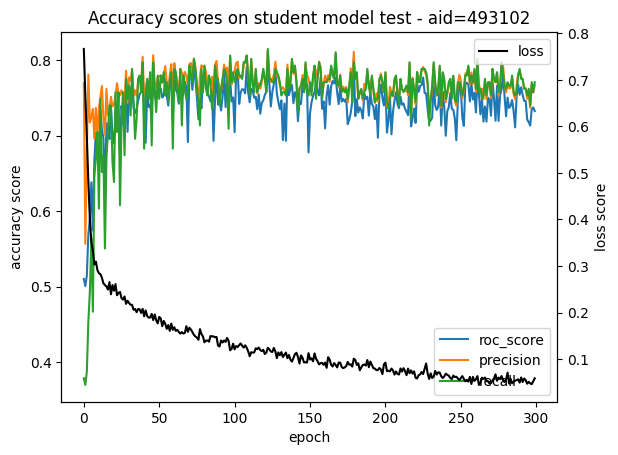 Accuracy scores on student model test - aid=493102
loss
accuracy score
0.8
0.7
0.6
0.5
0.4
0.8
0.7
0.6
0.5
0.4
0.3
0.2
0.1
loss score
roc_score
precision
recall
0
50
100
150
200
250
300
epoch